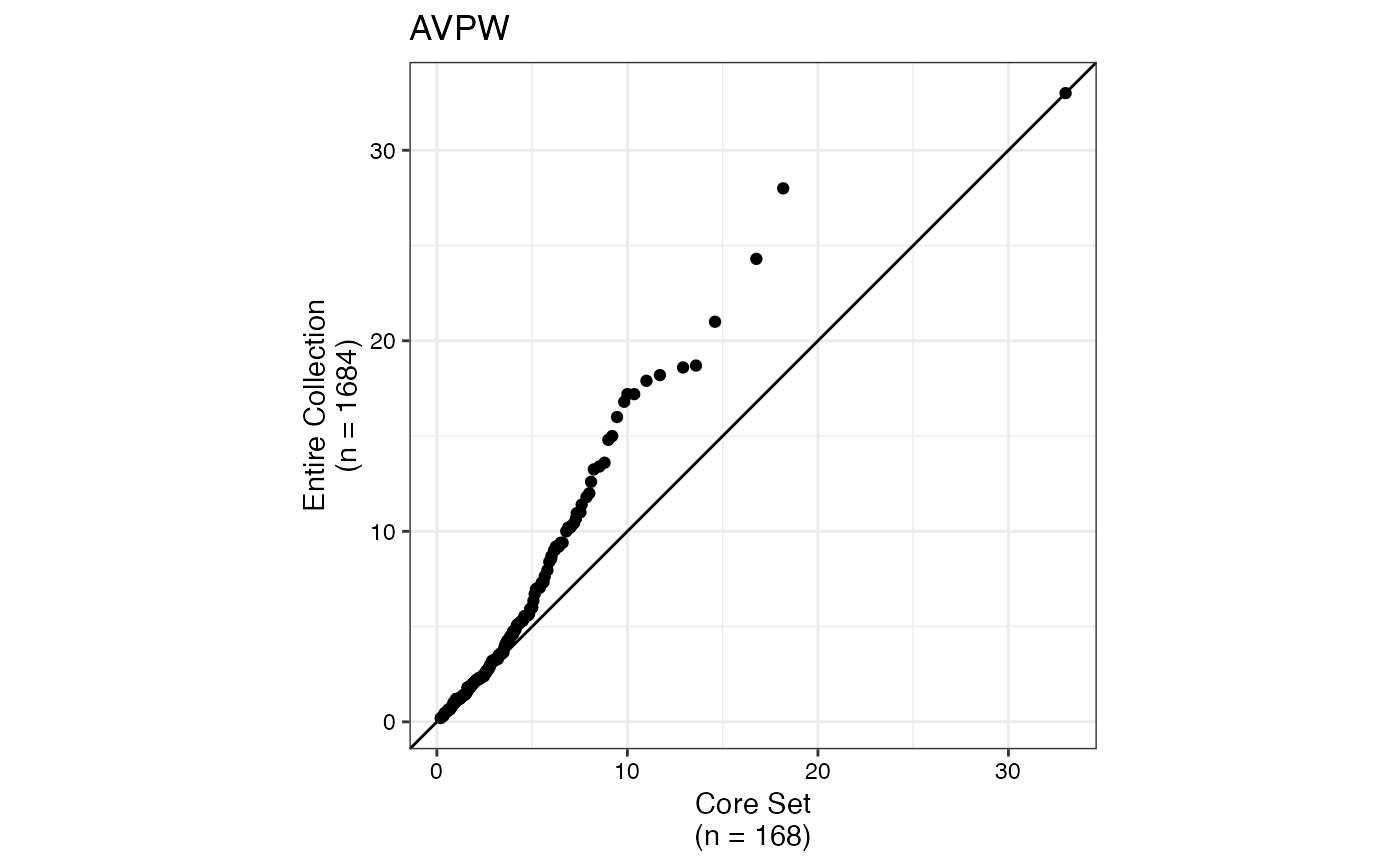 AVPW
30
20
10
0
Entire Collection
(n = 1684)
0 10 20 30
Core Set
(n = 168)